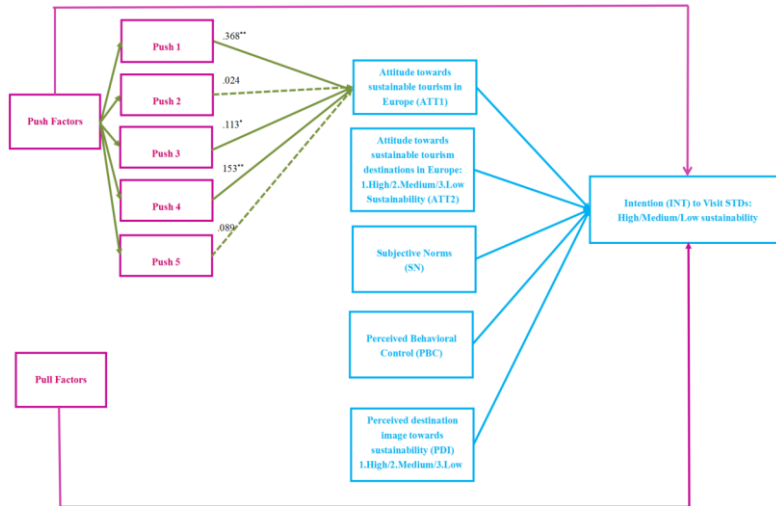 Push 1
.368**
Push 2
.024
Push Factors
Push 3
.113*
Push 4
153**
Push 5
.089
Pull Factors
Attitude towards
sustainable tourism in
Europe (ATT1)
Attitude towards
sustainable tourism
destinations in Europe:
1.High/2.Medium/3.Low
Sustainability (ATT2)
Subjective Norms
(SN)
Perceived Behavioral
Control (PBC)
Perceived destination
image towards
sustainability (PDI)
1.High/2.Medium/3.Low
Intention (INT) to Visit STDs:
High/Medium/Low sustainability